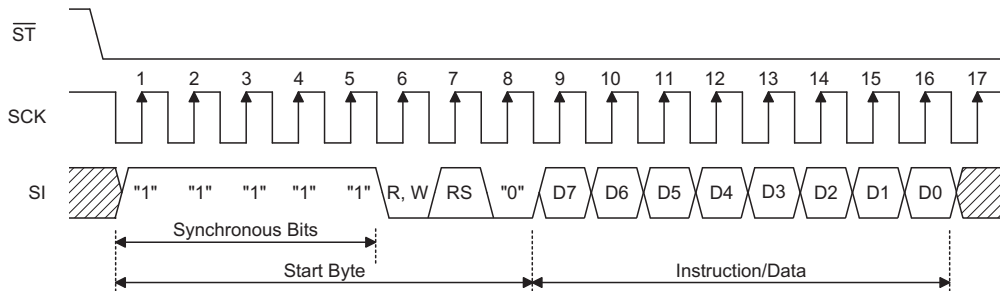 ST
1 2 3 4 5 6 7 8 9 10 11 12 13 14 15 16 17
SCK
SI "1" "1" "1" "1" "1" R, W RS "0" D7 D6 D5 D4 D3 D2 D1 D0
Synchronous Bits
Start Byte Instruction/Data